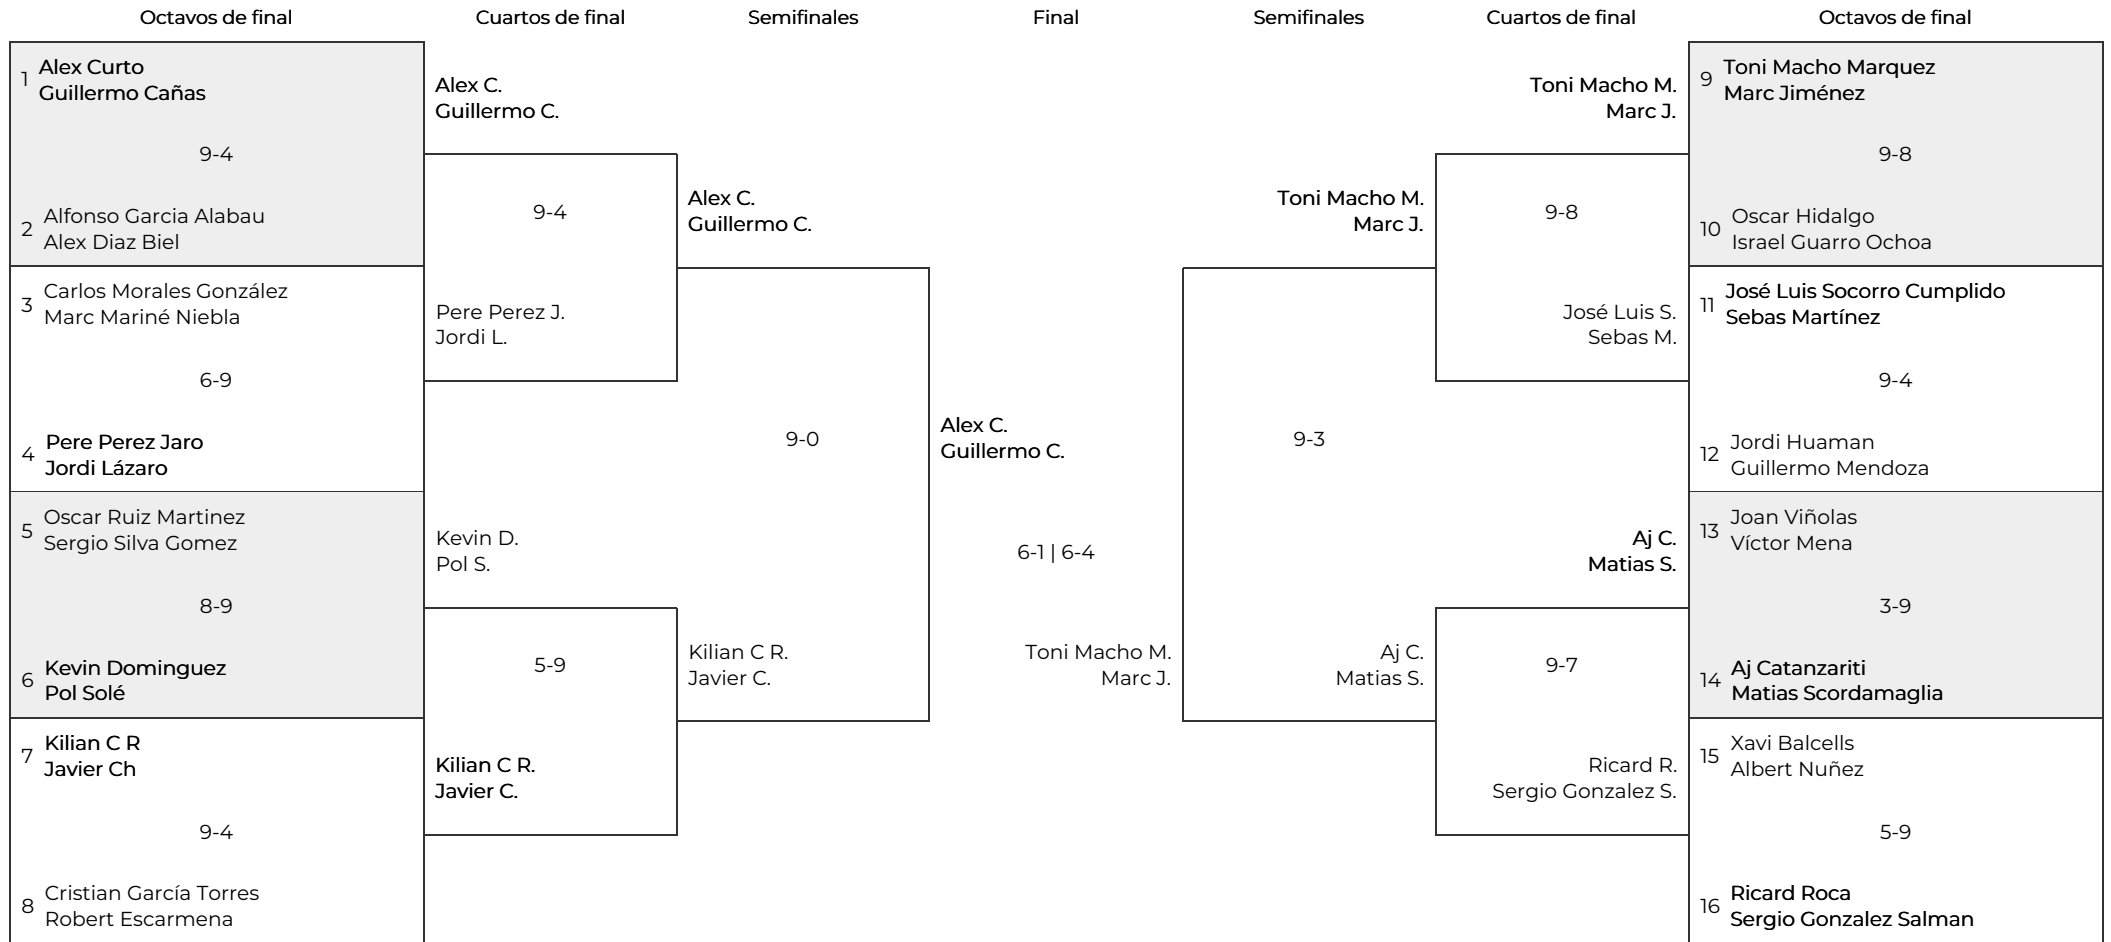 Octavos de final
Cuartos de final
Semifinales
Final
Semifinales
Cuartos de final
Octavos de final
1
Alex Curto
Guillermo Cañas
9-4
2
Alfonso Garcia Alabau
Alex Diaz Biel
3
Carlos Morales González
Marc Mariné Niebla
6-9
4
Pere Perez Jaro
Jordi Lázaro
5
Oscar Ruiz Martinez
Sergio Silva Gomez
8-9
6
Kevin Dominguez
Pol Solé
7
Kilian C R
Javier Ch
9-4
8
Cristian García Torres
Robert Escarmena
Alex C.
Guillermo C.
9-4
Pere Perez J.
Jordi L.
Kevin D.
Pol S.
5-9
Kilian C R.
Javier C.
Alex C.
Guillermo C.
9-0
Kilian C R.
Javier C.
Alex C.
Guillermo C.
6-1 | 6-4
Toni Macho M.
Marc J.
Toni Macho M.
Marc J.
9-3
Aj C.
Matias S.
Toni Macho M.
Marc J.
9-8
José Luis S.
Sebas M.
Aj C.
Matias S.
9-7
Ricard R.
Sergio Gonzalez S.
9
Toni Macho Marquez
Marc Jiménez
9-8
10
Oscar Hidalgo
Israel Guarro Ochoa
11
José Luis Socorro Cumplido
Sebas Martínez
9-4
12
Jordi Huaman
Guillermo Mendoza
13
Joan Viñolas
Víctor Mena
3-9
14
Aj Catanzariti
Matias Scordamaglia
15
Xavi Balcells
Albert Nuñez
5-9
16
Ricard Roca
Sergio Gonzalez Salman